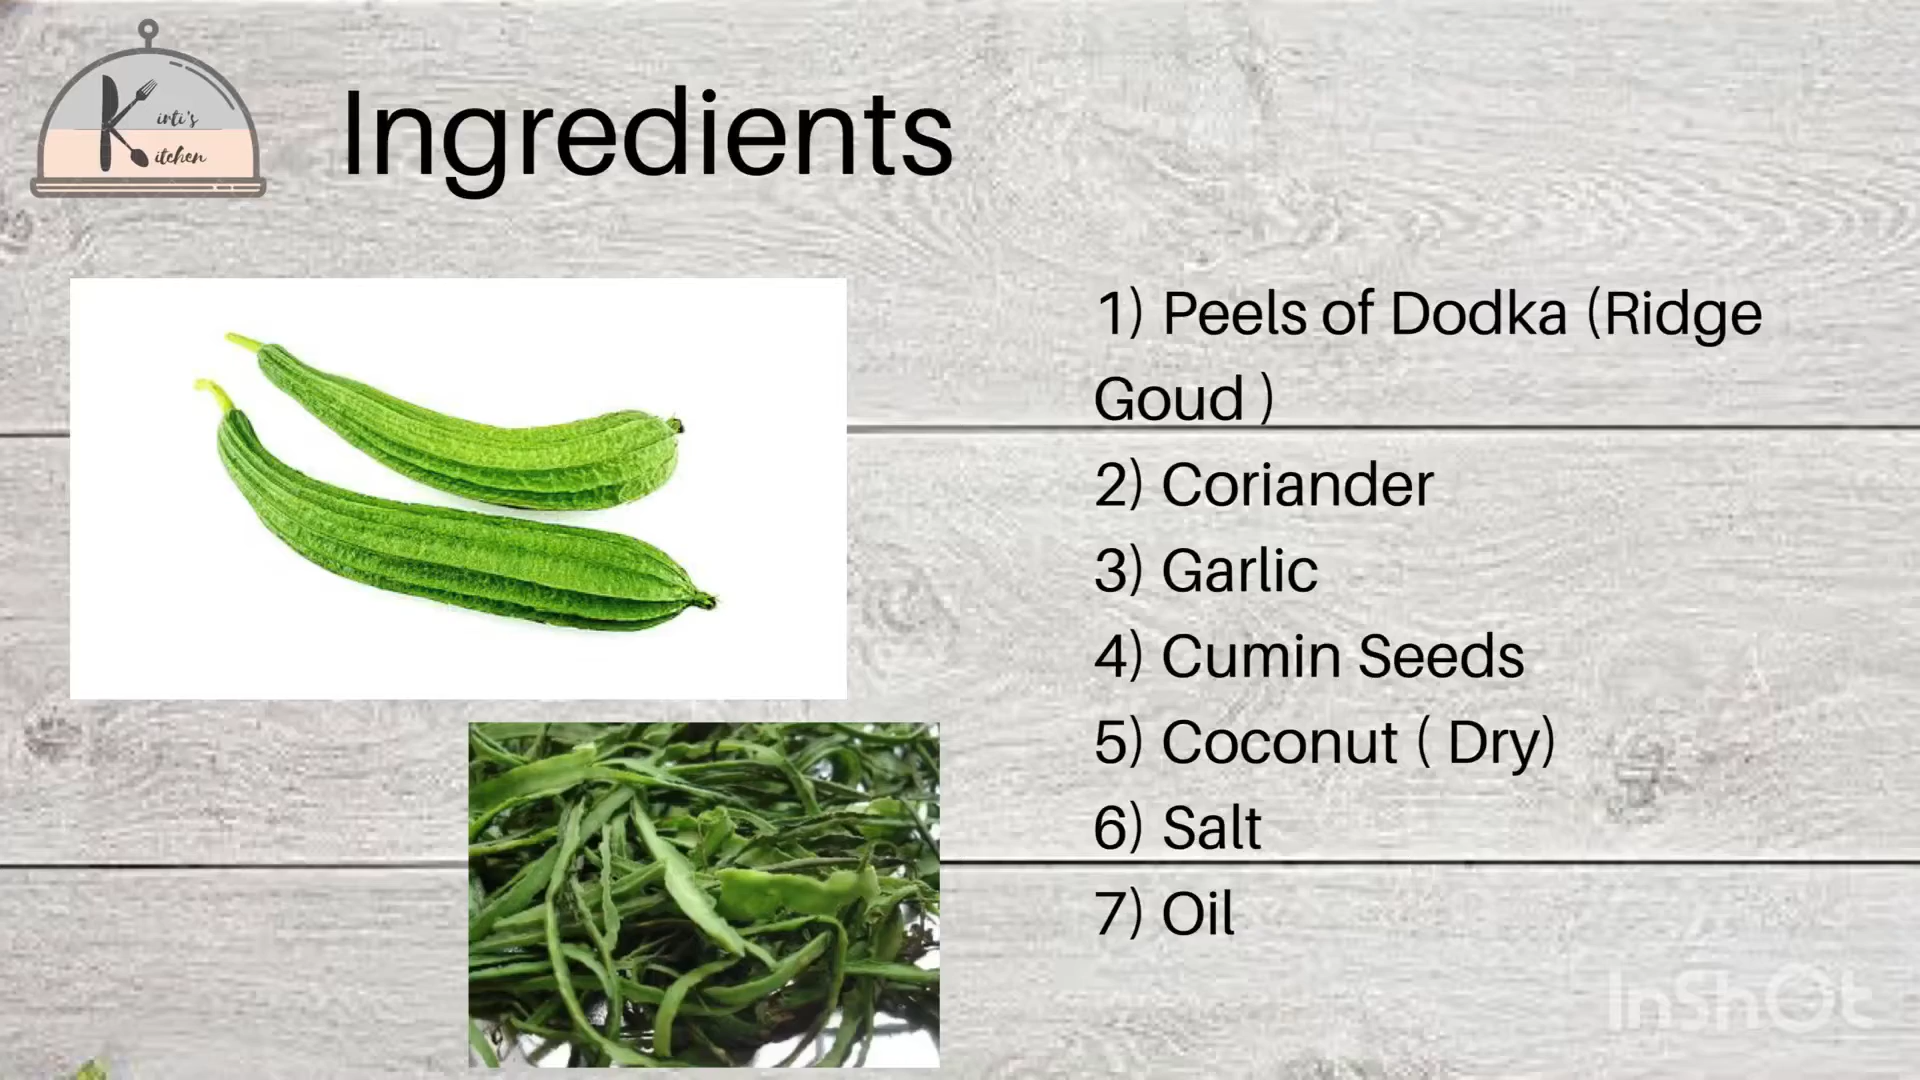 Kirti's
Kitchen
Ingredients
1) Peels of Dodka (Ridge
Goud )
2) Coriander
3) Garlic
4) Cumin Seeds
5) Coconut ( Dry)
6) Salt
7) Oil
InShOt